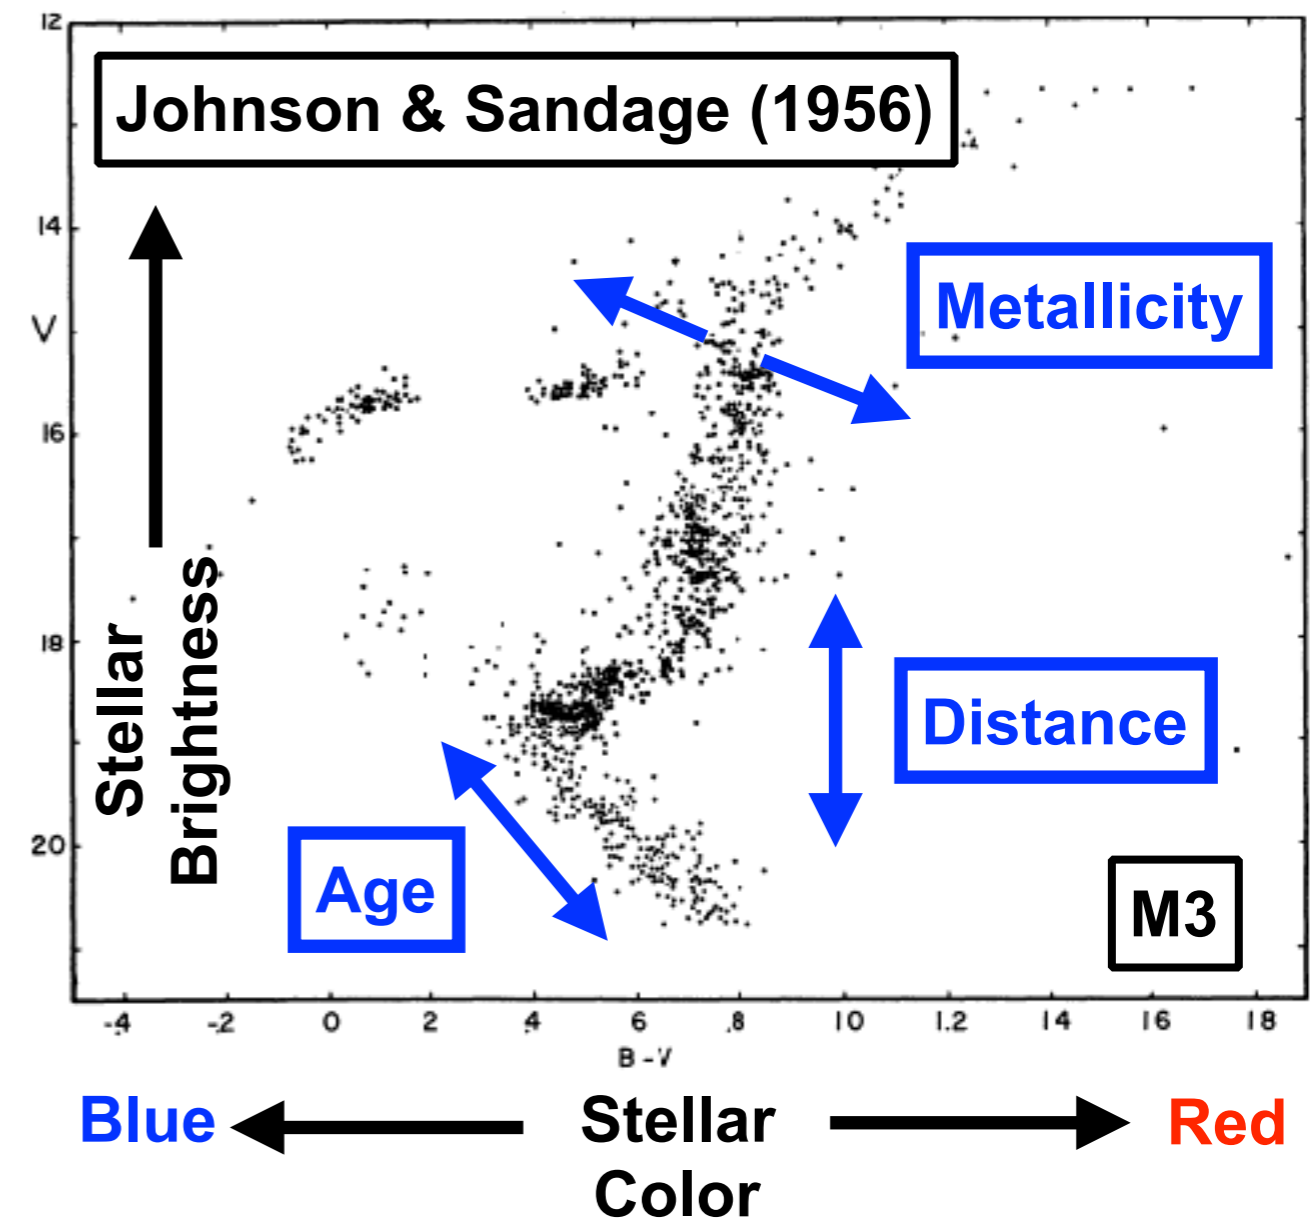 12
Johnson & Sandage (1956)
14
Metallicity
V
16
18
Stellar
Brightness
Distance
20
Age
M3
-.4 -.2 0 2 .4 .6 .8 10 1.2 14 16 18
B-V
Blue Stellar Red
Color